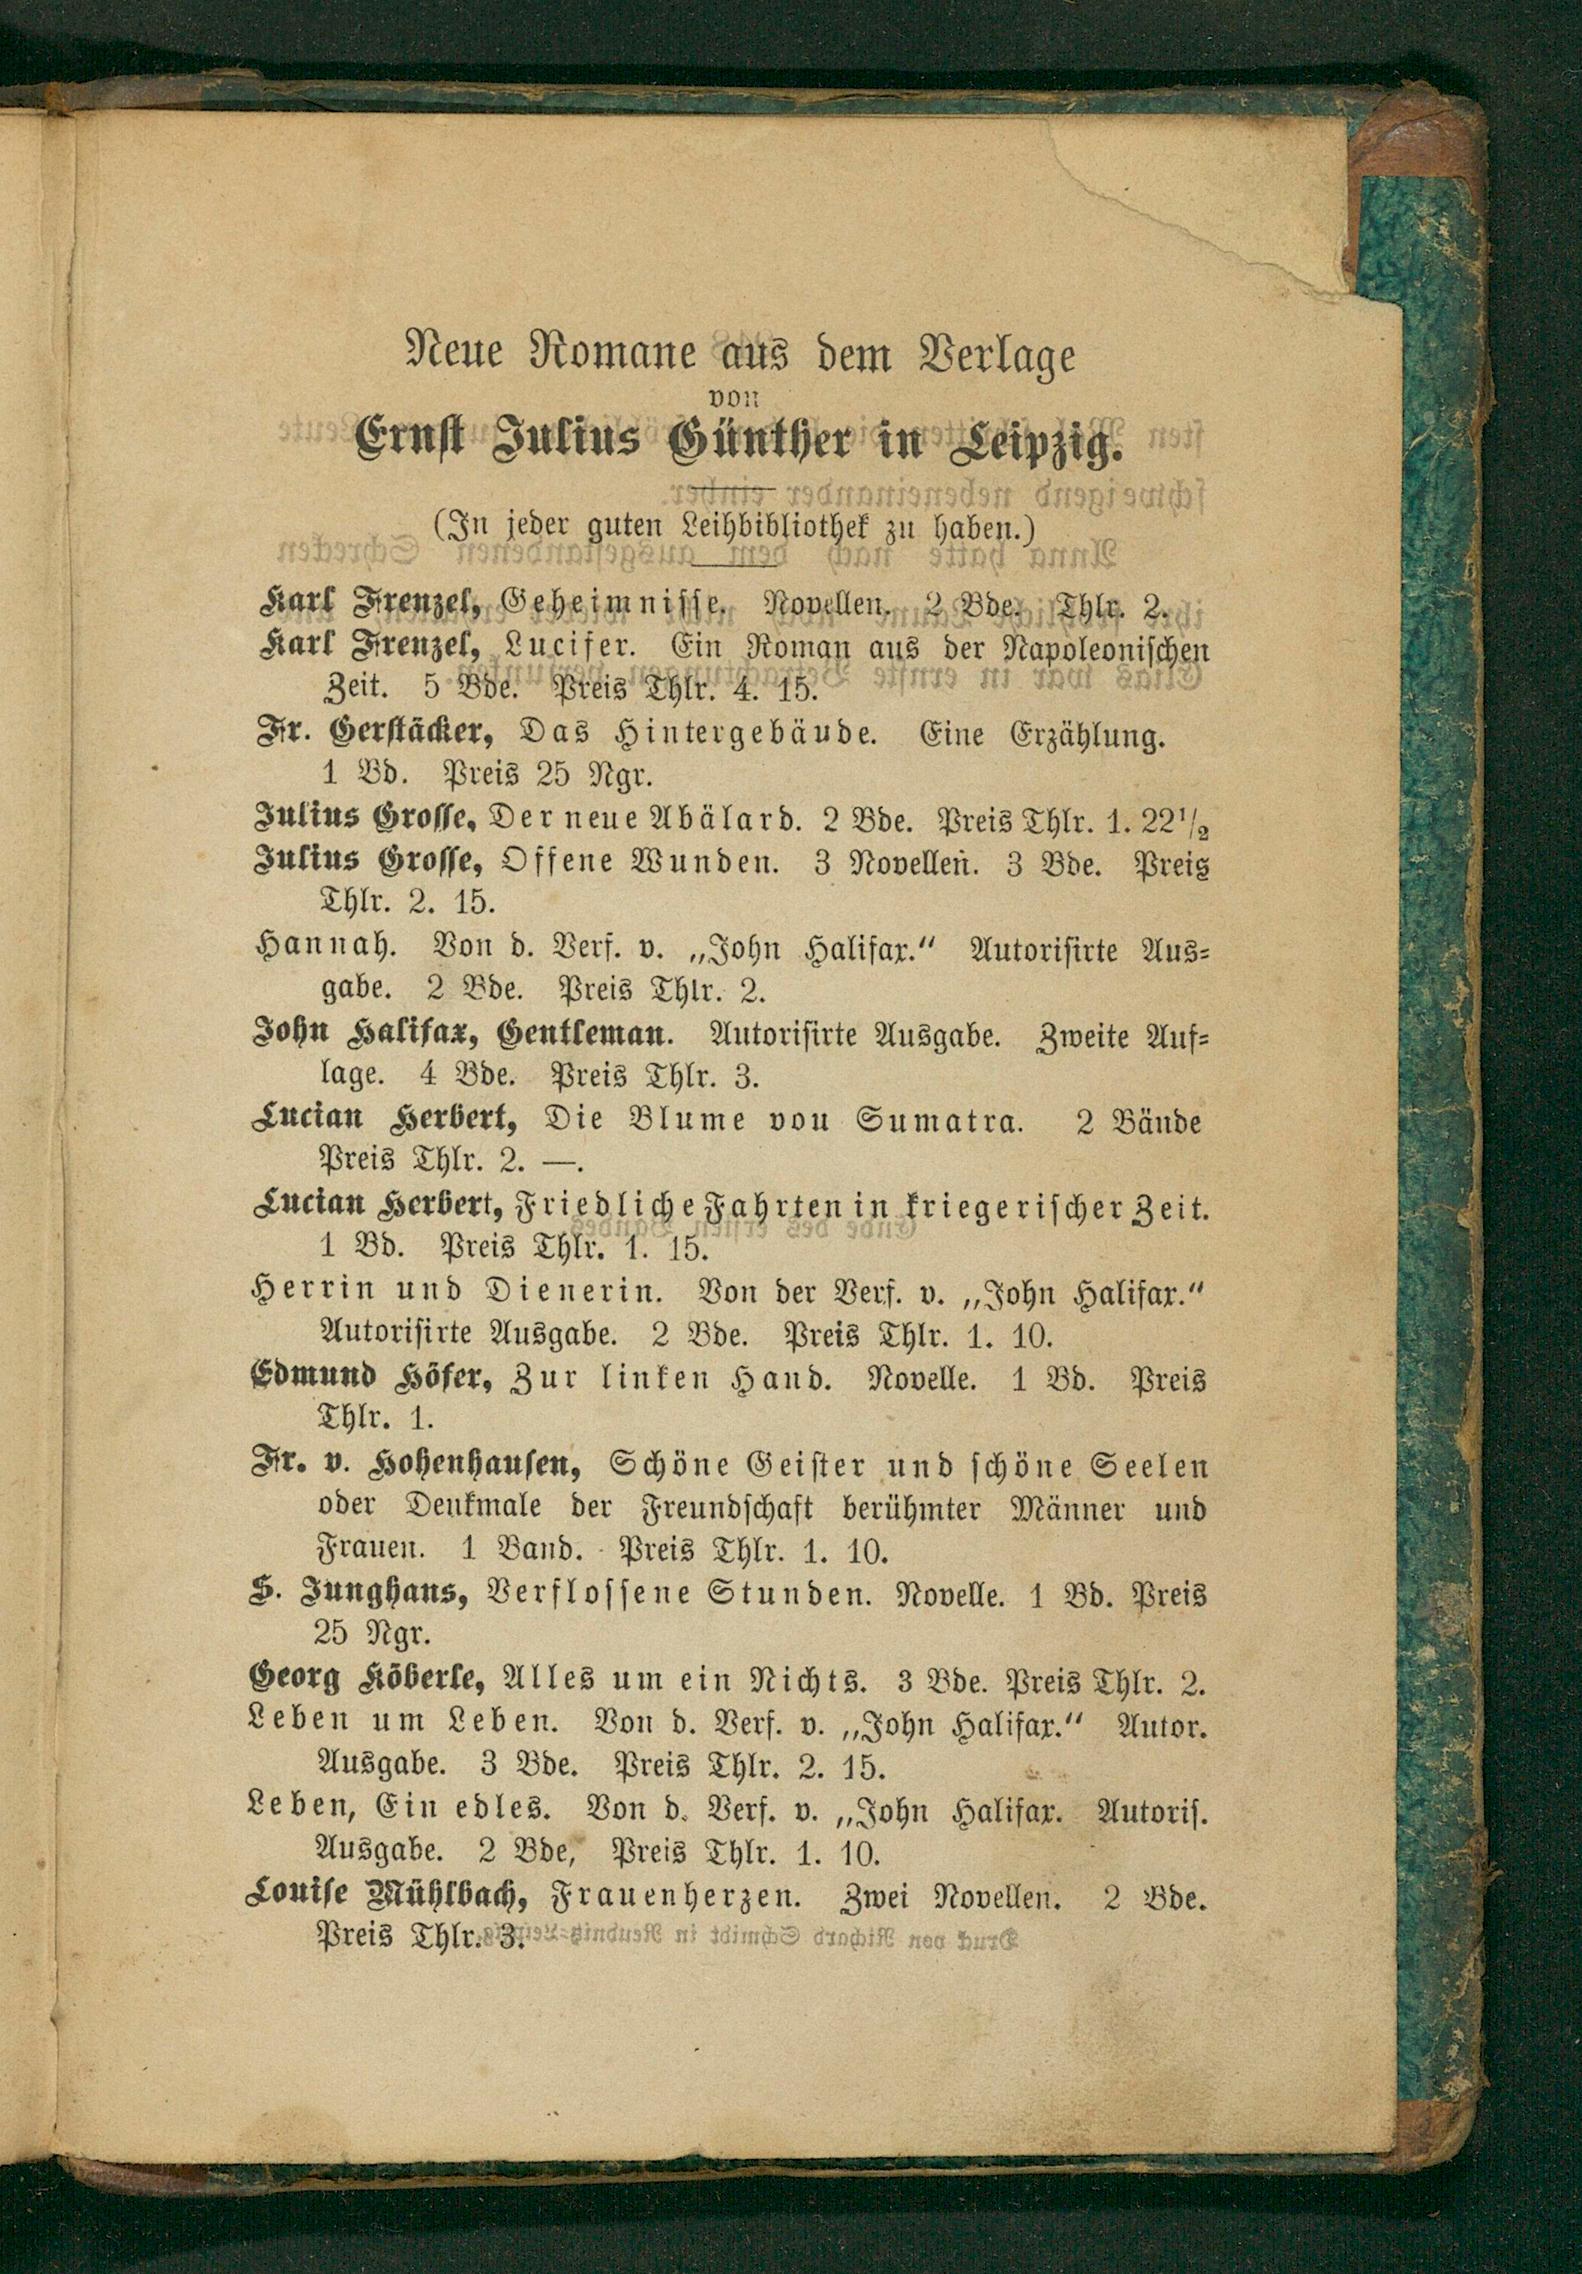 Neue Romane aus dem Verlage
von
Ernst Julius Günther in Leipzig.
(In jeder guten Leihbibliothek zu haben.)
Karl Frenzel, Geheimnisse. Novellen. 2 Bde. Thlr. 2.
Karl Frenzel, Lucifer. Ein Roman aus der Napoleonischen
Zeit. 5 Bde. Preis Thlr. 4. 15.
Fr. Gerstäcker, Das Hintergebäude. Eine Erzählung.
1 Bd. Preis 25 Ngr.
Julius Grosse, Der neue Abälard. 2 Bde. Preis Thlr. 1. 22 1/2
Julius Grosse, Offene Wunden. 3 Novellen. 3 Bde. Preis
Thlr. 2. 15.
Hannah. Von d. Verf. v. „John Halifax.“ Autorisirte Aus-
gabe. 2 Bde. Preis Thlr. 2.
John Halifax, Gentleman. Autorisirte Ausgabe. Zweite Auf-
lage. 4 Bde. Preis Thlr. 3.
Lucian Herbert, Die Blume von Sumatra. 2 Bände
Preis Thlr. 2. —.
Lucian Herbert, Friedliche Fahrten in kriegerischer Zeit.
1 Bd. Preis Thlr. 1. 15.
Herrin und Dienerin. Von der Verf. v. „John Halifax.“
Autorisirte Ausgabe. 2 Bde. Preis Thlr. 1. 10.
Edmund Höfer, Zur linken Hand. Novelle. 1 Bd. Preis
Thlr. 1.
Fr. v. Hohenhausen, Schöne Geister und schöne Seelen
oder Denkmale der Freundschaft berühmter Männer und
Frauen. 1 Band. Preis Thlr. 1. 10.
S. Junghans, Verflossene Stunden. Novelle. 1 Bd. Preis
25 Ngr.
Georg Köberle, Alles um ein Nichts. 3 Bde. Preis Thlr. 2.
Leben um Leben. Von d. Verf. v. „John Halifax.“ Autor.
Ausgabe. 3 Bde. Preis Thlr. 2. 15.
Leben, Ein edles. Von d. Verf. v. „John Halifax. Autoris.
Ausgabe. 2 Bde, Preis Thlr. 1. 10.
Louise Mühlbach, Frauenherzen. Zwei Novellen. 2 Bde.
Preis Thlr. 3.